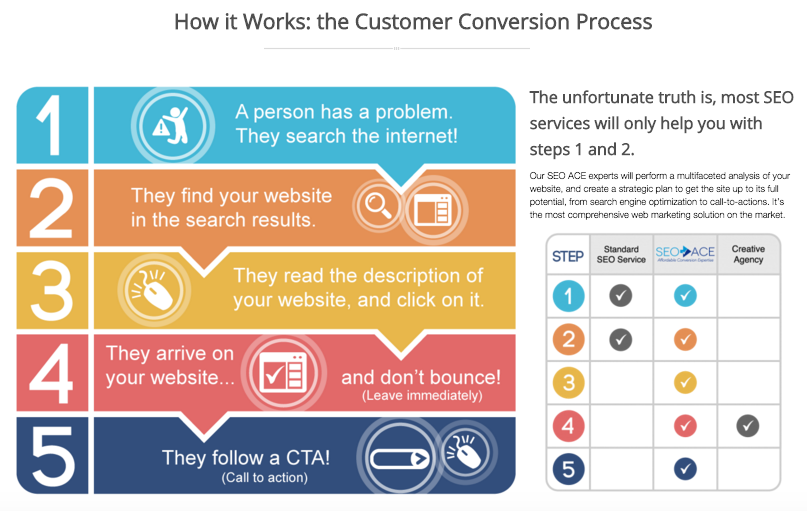 How it Works: the Customer Conversion Process
1
A person has a problem.
They search the internet!
2
They find your website
in the search results.
3
They read the description of
your website, and click on it.
4
They arrive on
your website...
and don't bounce!
(Leave immediately)
5
They follow a CTA!
(Call to action)
The unfortunate truth is, most SEO
services will only help you with
steps 1 and 2.
Our SEO ACE experts will perform a multifaceted analysis of your
website, and create a strategic plan to get the site up to its full
potential, from search engine optimization to call-to-actions. It's
the most comprehensive web marketing solution on the market.
STEP
Standard
SEO Service
SEO ACE
Affordable Conversion Expertise
Creative
Agency
1
2
3
4
5